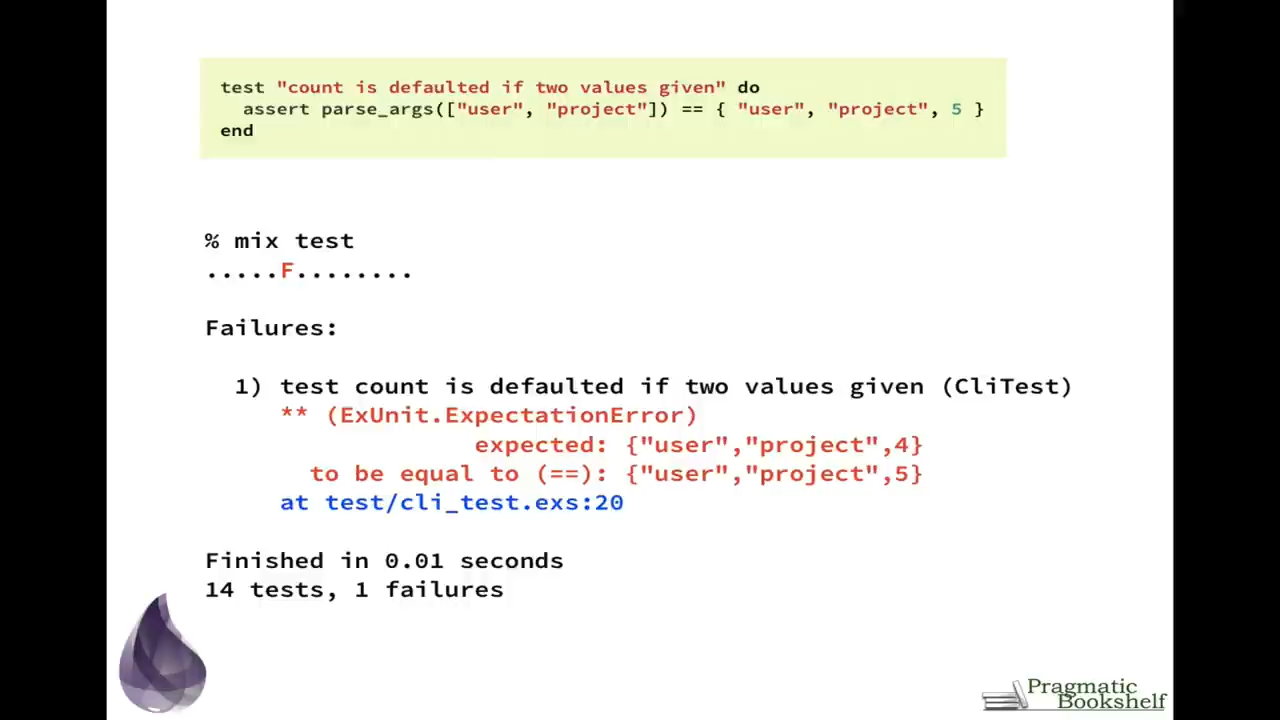 test "count is defaulted if two values given" do
  assert parse_args(["user", "project"]) == { "user", "project", 5 }
end
% mix test
.....F........
Failures:
  1) test count is defaulted if two values given (CliTest)
     ** (ExUnit.ExpectationError)
                  expected: {"user","project",4}
       to be equal to (==): {"user","project",5}
     at test/cli_test.exs:20
Finished in 0.01 seconds
14 tests, 1 failures
Pragmatic
Bookshelf